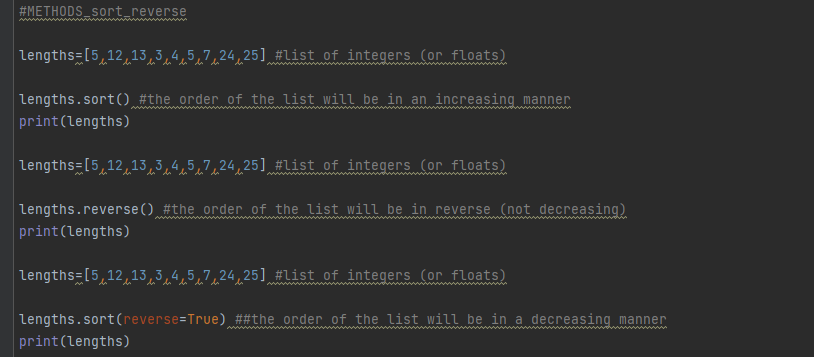 #METHODS_sort_reverse
lengths=[5,12,13,3,4,5,7,24,25] #list of integers (or floats)
lengths.sort() #the order of the list will be in an increasing manner
print(lengths)
lengths=[5,12,13,3,4,5,7,24,25] #list of integers (or floats)
lengths.reverse() #the order of the list will be in reverse (not decreasing)
print(lengths)
lengths=[5,12,13,3,4,5,7,24,25] #list of integers (or floats)
lengths.sort(reverse=True) ##the order of the list will be in a decreasing manner
print(lengths)